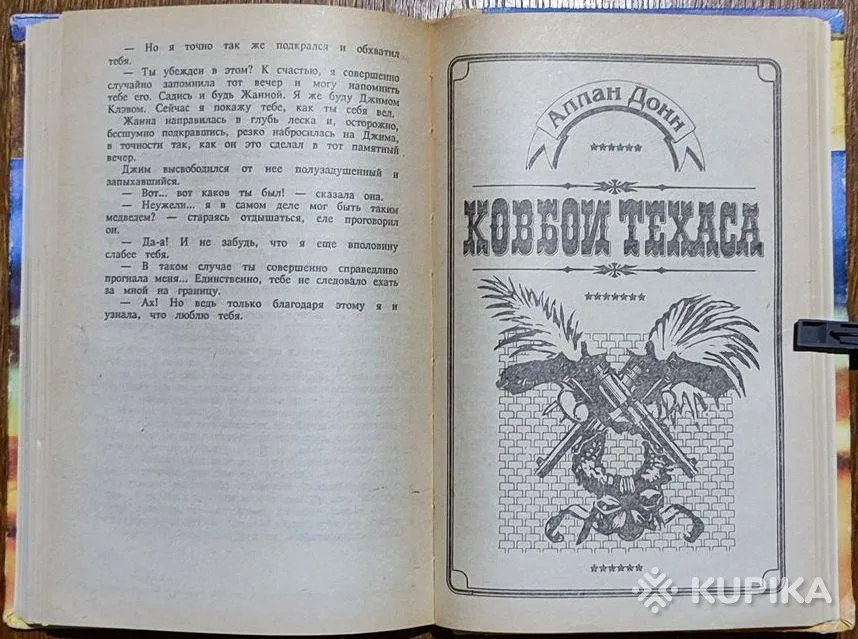 — Но я точно так же подкрался и обхватил
тебя.
— Ты убежден в этом? К счастью, я совершенно
случайно запомнила тот вечер и могу напомнить
тебе его. Садись и будь Жанной. Я же буду Джимом
Клэвом. Сейчас я покажу тебе, как ты себя вел.
Жанна направилась в глубь леска и, осторожно,
бесшумно подкравшись, резко набросилась на Джима,
в точности так, как он это сделал в тот памятный
вечер.
Джим высвободился от нее полузадушенный и
запыхавшийся.
— Вот... вот каков ты был! — сказала она.
— Неужели... я в самом деле мог быть таким
медведем? — стараясь отдышаться, еле проговорил
он.
— Да-а! И не забудь, что я еще вполовину
слабее тебя.
— В таком случае ты совершенно справедливо
прогнала меня... Единственно, тебе не следовало ехать
за мной на границу.
— Ах! Но ведь только благодаря этому я и
узнала, что люблю тебя.
Аллан Донн
КОВБОИ ТЕХАСА
KUPIKA